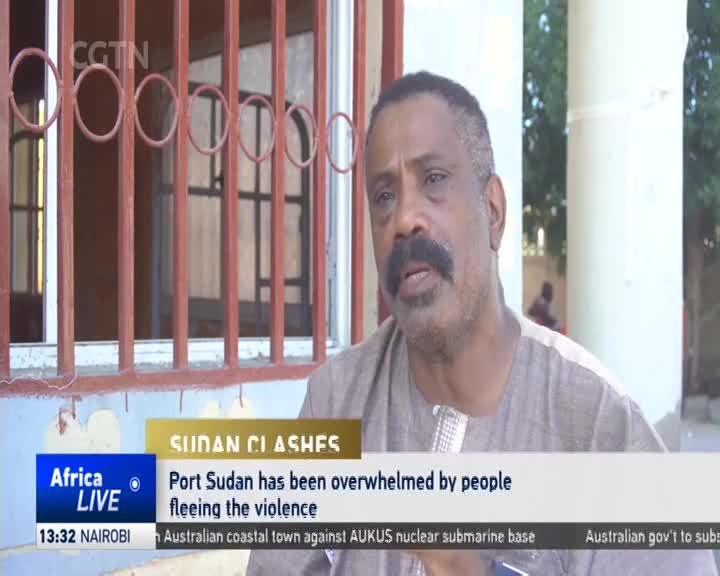 CGTN
SUDAN CLASHES
Africa
LIVE
Port Sudan has been overwhelmed by people
fleeing the violence
13:32 NAIROBI
Australian coastal town against AUKUS nuclear submarine base
Australian gov't to subs